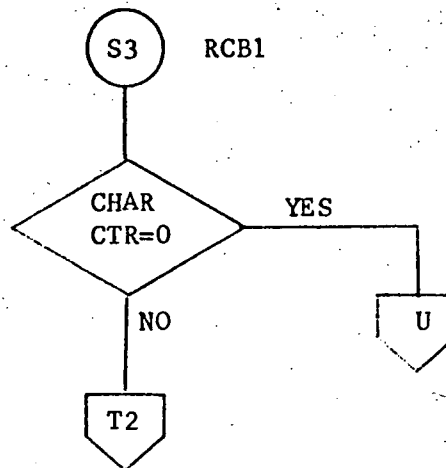 S3 RCB1
CHAR
CTR=0
YES
NO
U
T2